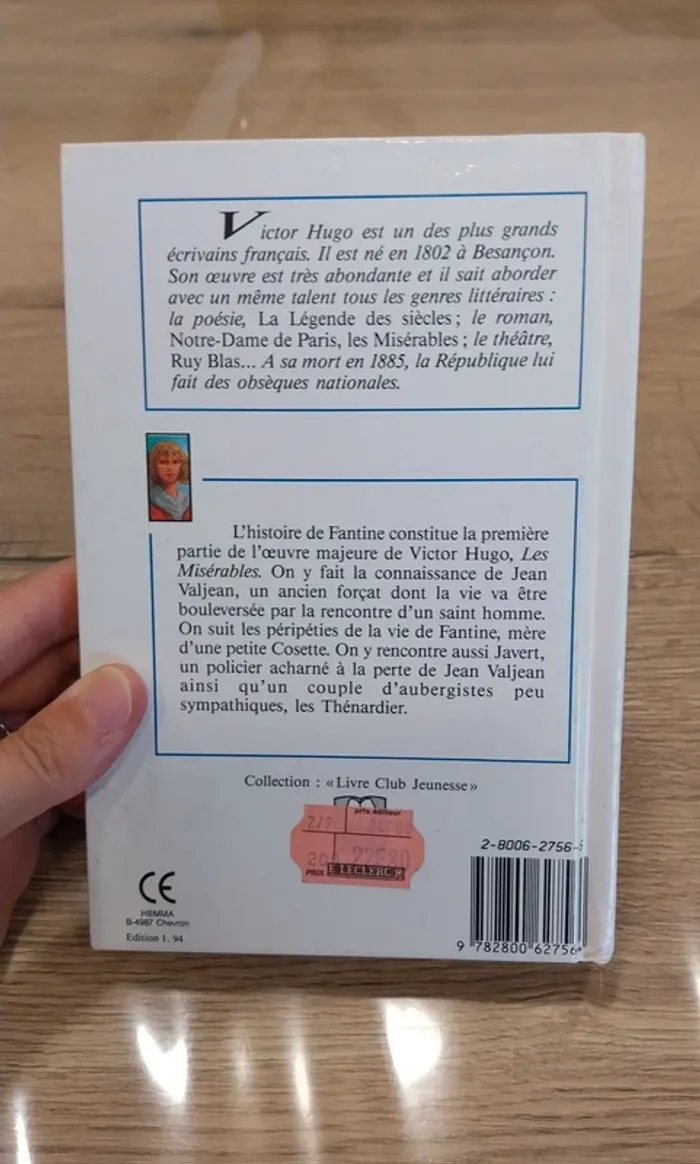 Victor Hugo est un des plus grands
écrivains français. Il est né en 1802 à Besançon.
Son œuvre est très abondante et il sait aborder
avec un même talent tous les genres littéraires :
la poésie, La Légende des siècles ; le roman,
Notre-Dame de Paris, les Misérables ; le théâtre,
Ruy Blas... A sa mort en 1885, la République lui
fait des obsèques nationales.
L'histoire de Fantine constitue la première
partie de l'œuvre majeure de Victor Hugo, Les
Misérables. On y fait la connaissance de Jean
Valjean, un ancien forçat dont la vie va être
bouleversée par la rencontre d'un saint homme.
On suit les péripéties de la vie de Fantine, mère
d'une petite Cosette. On y rencontre aussi Javert,
un policier acharné à la perte de Jean Valjean
ainsi qu'un couple d'aubergistes peu
sympathiques, les Thénardier.
Collection : « Livre Club Jeunesse »
22F80
PRIX E.LECLERC
CE
HEMMA
B-4987 Chevron
Edition 1, 94
2-8006-2756-
9 782800 62756